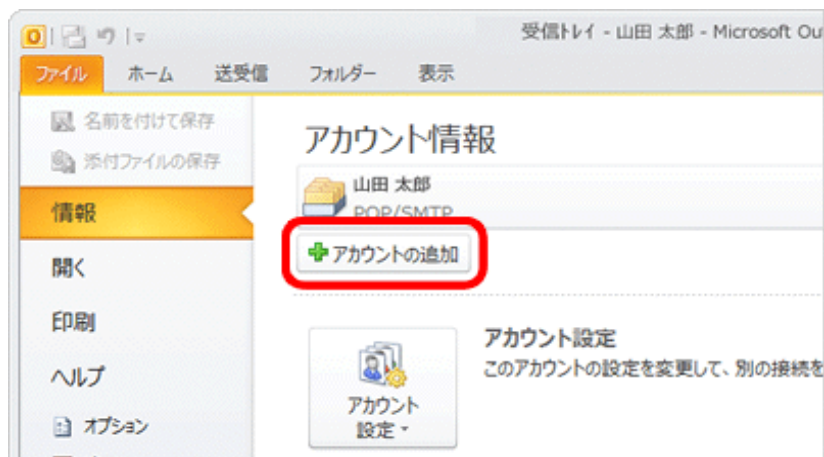 受信トレイ - 山田 太郎 - Microsoft Ou
ファイル ホーム 送受信 フォルダー 表示
名前を付けて保存
添付ファイルの保存
情報
開く
印刷
ヘルプ
オプション
アカウント情報
山田 太郎
POP/SMTP
アカウントの追加
アカウント
設定
アカウント設定
このアカウントの設定を変更して、別の接続を